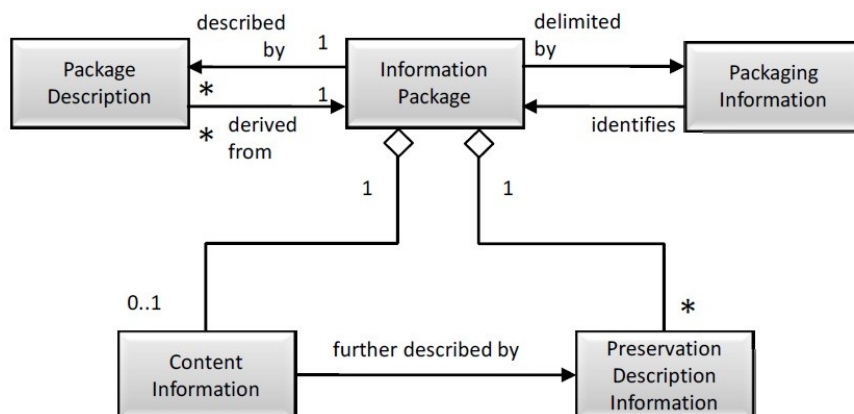 described
by
1
delimited
by
Package
Description
Information
Package
Packaging
Information
*
1
*
derived
from
identifies
1
1
0..1
*
Content
Information
further described by
Preservation
Description
Information